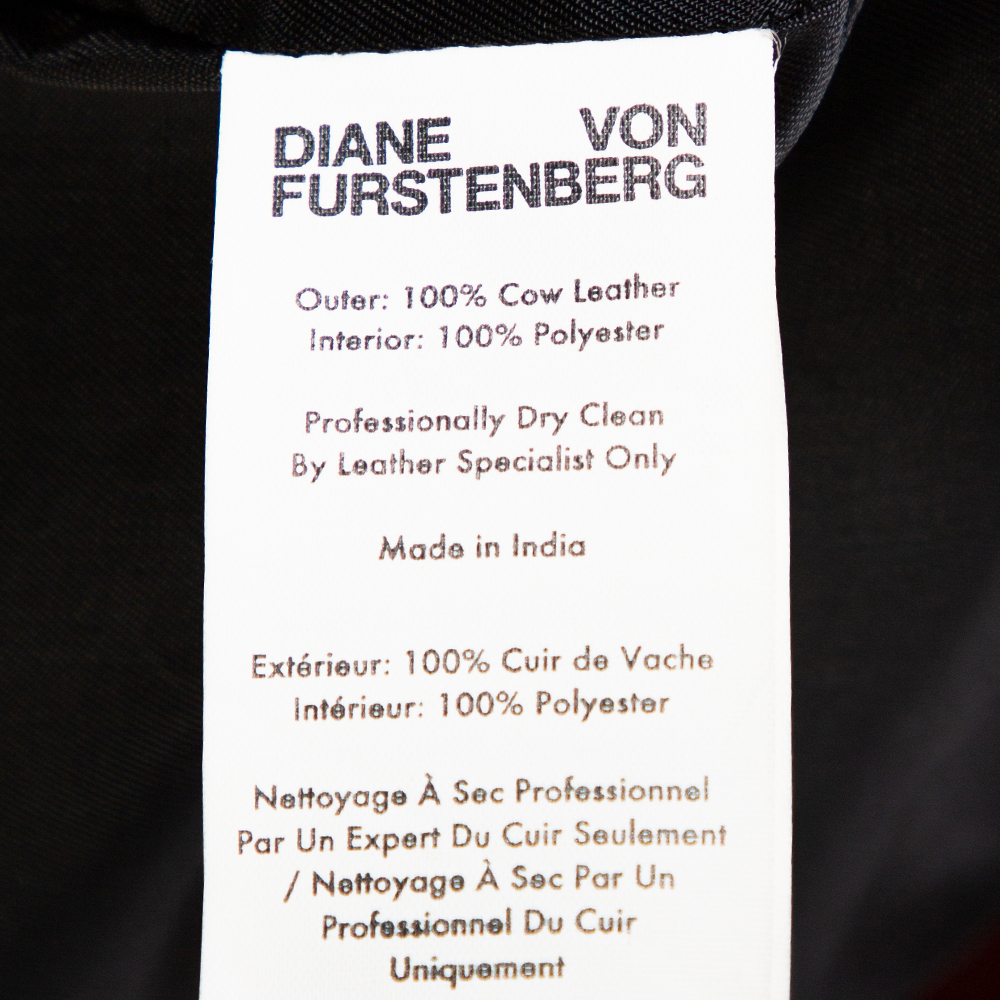 DIANE VON
FURSTENBERG
Outer: 100% Cow Leather
Interior: 100% Polyester
Professionally Dry Clean
By Leather Specialist Only
Made in India
Extérieur: 100% Cuir de Vache
Intérieur: 100% Polyester
Nettoyage À Sec Professionnel
Par Un Expert Du Cuir Seulement
/ Nettoyage À Sec Par Un
Professionnel Du Cuir
Uniquement